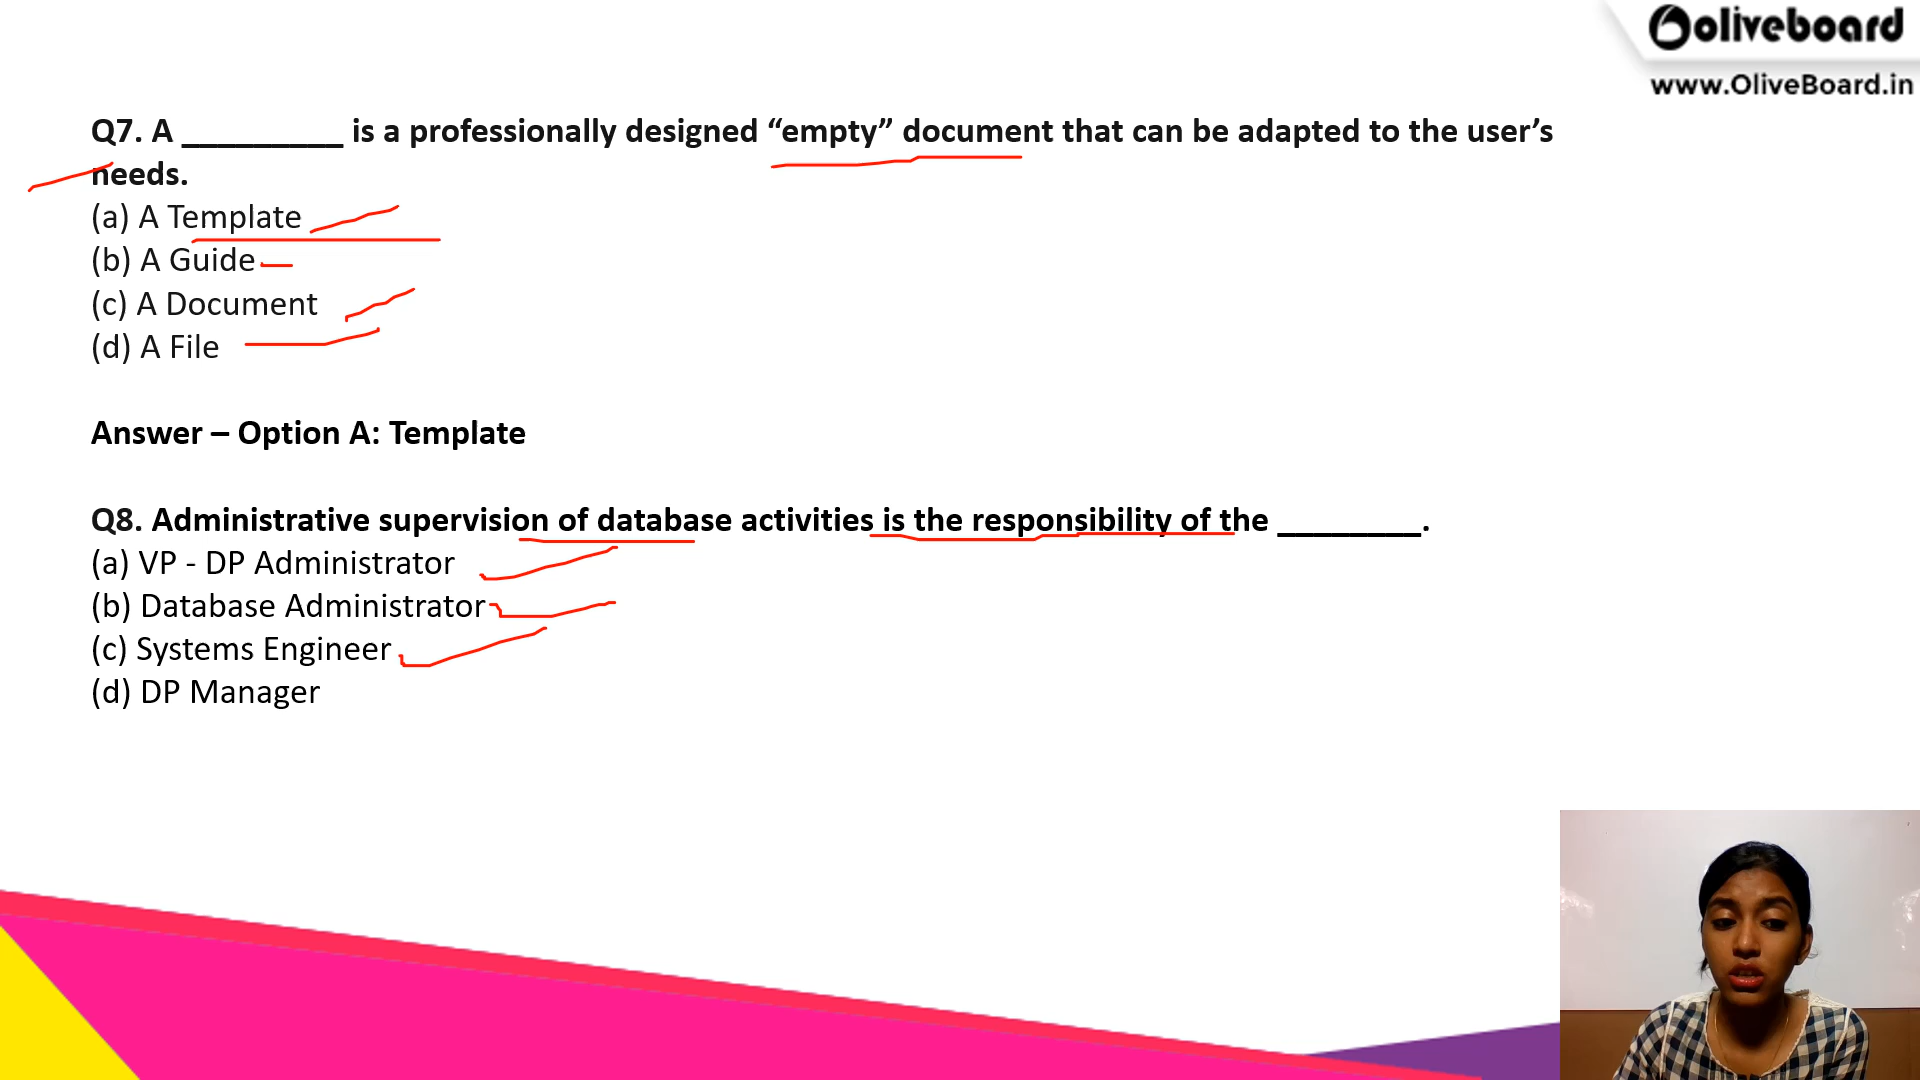 oliveboard
www.OliveBoard.in
Q7. A _________ is a professionally designed “empty” document that can be adapted to the user’s
needs.
(a) A Template
(b) A Guide
(c) A Document
(d) A File
Answer – Option A: Template
Q8. Administrative supervision of database activities is the responsibility of the ________.
(a) VP - DP Administrator
(b) Database Administrator
(c) Systems Engineer
(d) DP Manager